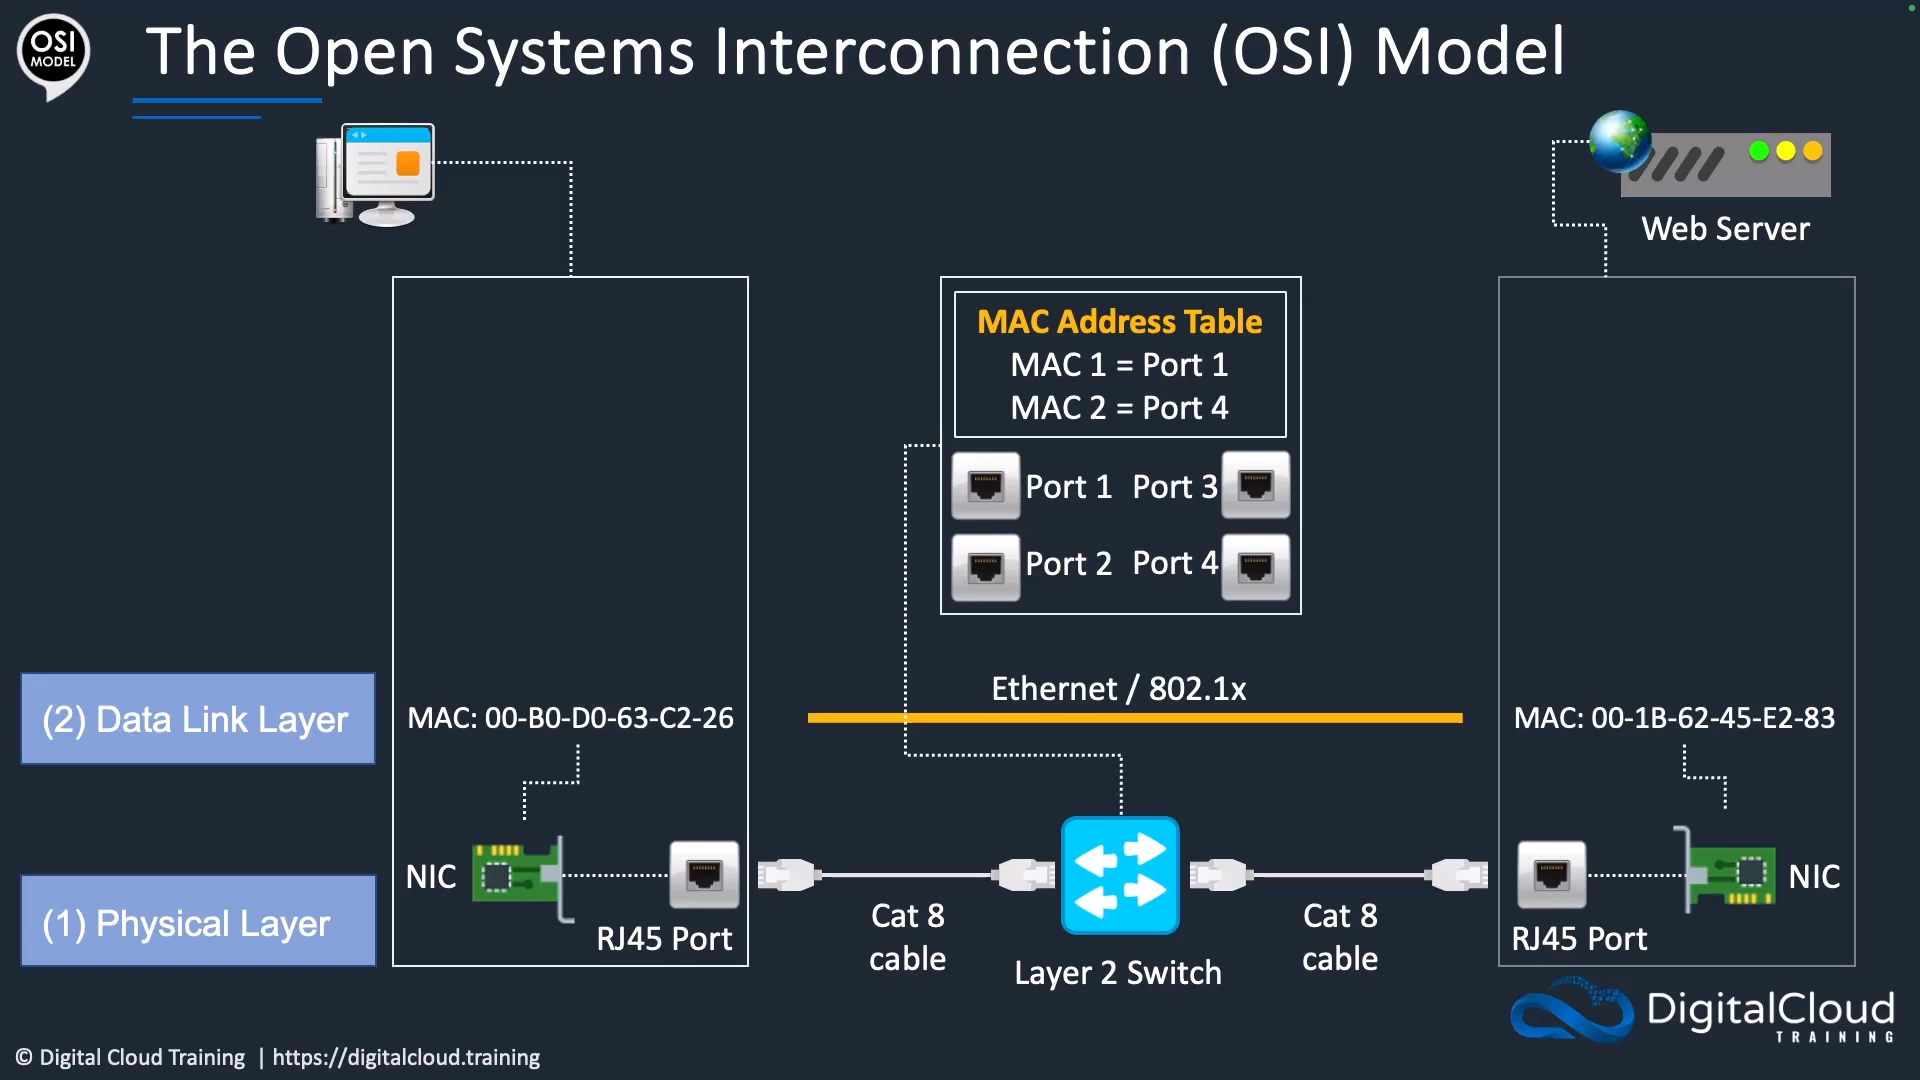 OSI
MODEL
The Open Systems Interconnection (OSI) Model
Web Server
MAC Address Table
MAC 1 = Port 1
MAC 2 = Port 4
Port 1 Port 3
Port 2 Port 4
Ethernet / 802.1x
(2) Data Link Layer
MAC: 00-B0-D0-63-C2-26
MAC: 00-1B-62-45-E2-83
NIC
NIC
(1) Physical Layer
RJ45 Port
Cat 8
cable
Layer 2 Switch
Cat 8
cable
RJ45 Port
DigitalCloud
TRAINING
© Digital Cloud Training | https://digitalcloud.training